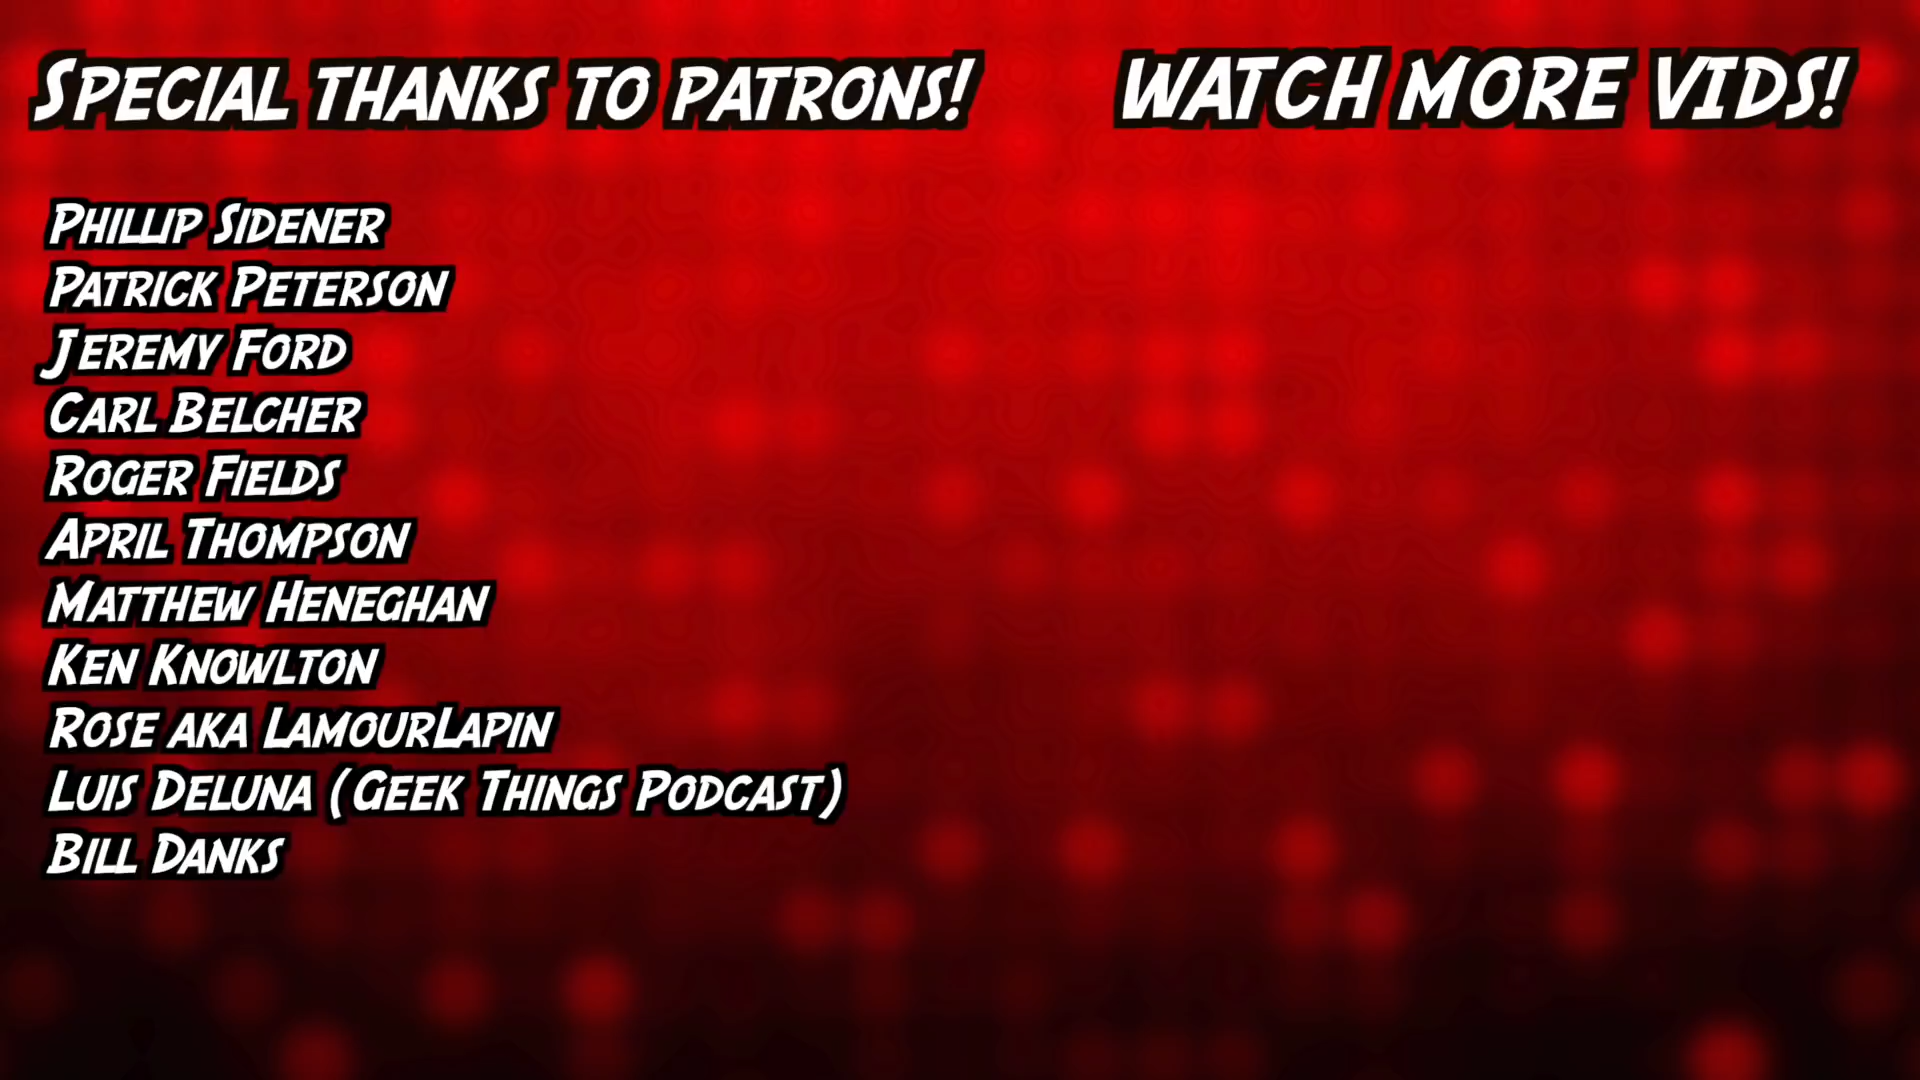 Special thanks to patrons!
WATCH MORE VIDS!
Phillip Sidener
Patrick Peterson
Jeremy Ford
Carl Belcher
Roger Fields
April Thompson
Matthew Heneghan
Ken Knowlton
Rose aka LamourLapin
Luis Deluna (Geek Things Podcast)
Bill Danks